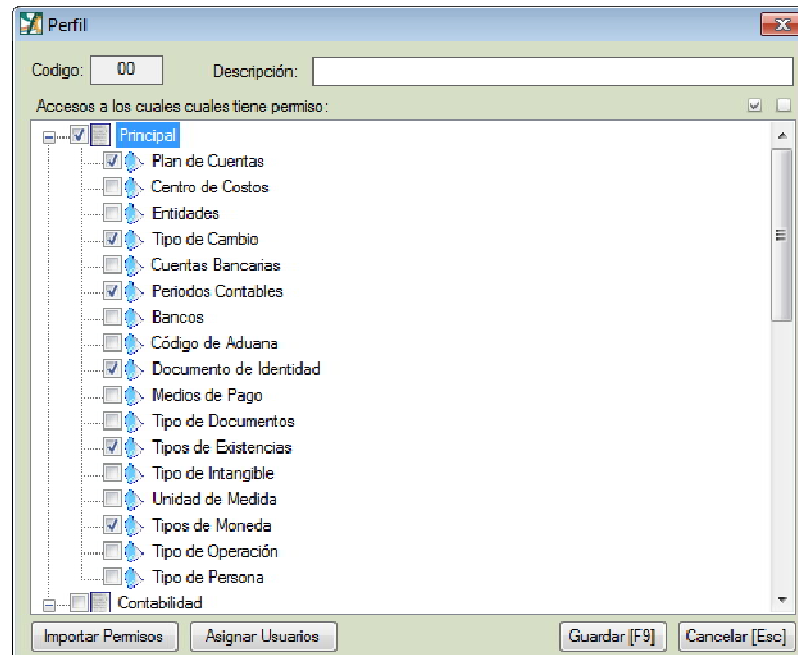 Perfil
Codigo: 00 Descripción:
Accesos a los cuales cuales tiene permiso:
Principal
Plan de Cuentas
Centro de Costos
Entidades
Tipo de Cambio
Cuentas Bancarias
Periodos Contables
Bancos
Código de Aduana
Documento de Identidad
Medios de Pago
Tipo de Documentos
Tipos de Existencias
Tipo de Intangible
Unidad de Medida
Tipos de Moneda
Tipo de Operación
Tipo de Persona
Contabilidad
Importar Permisos Asignar Usuarios Guardar [F9] Cancelar [Esc]